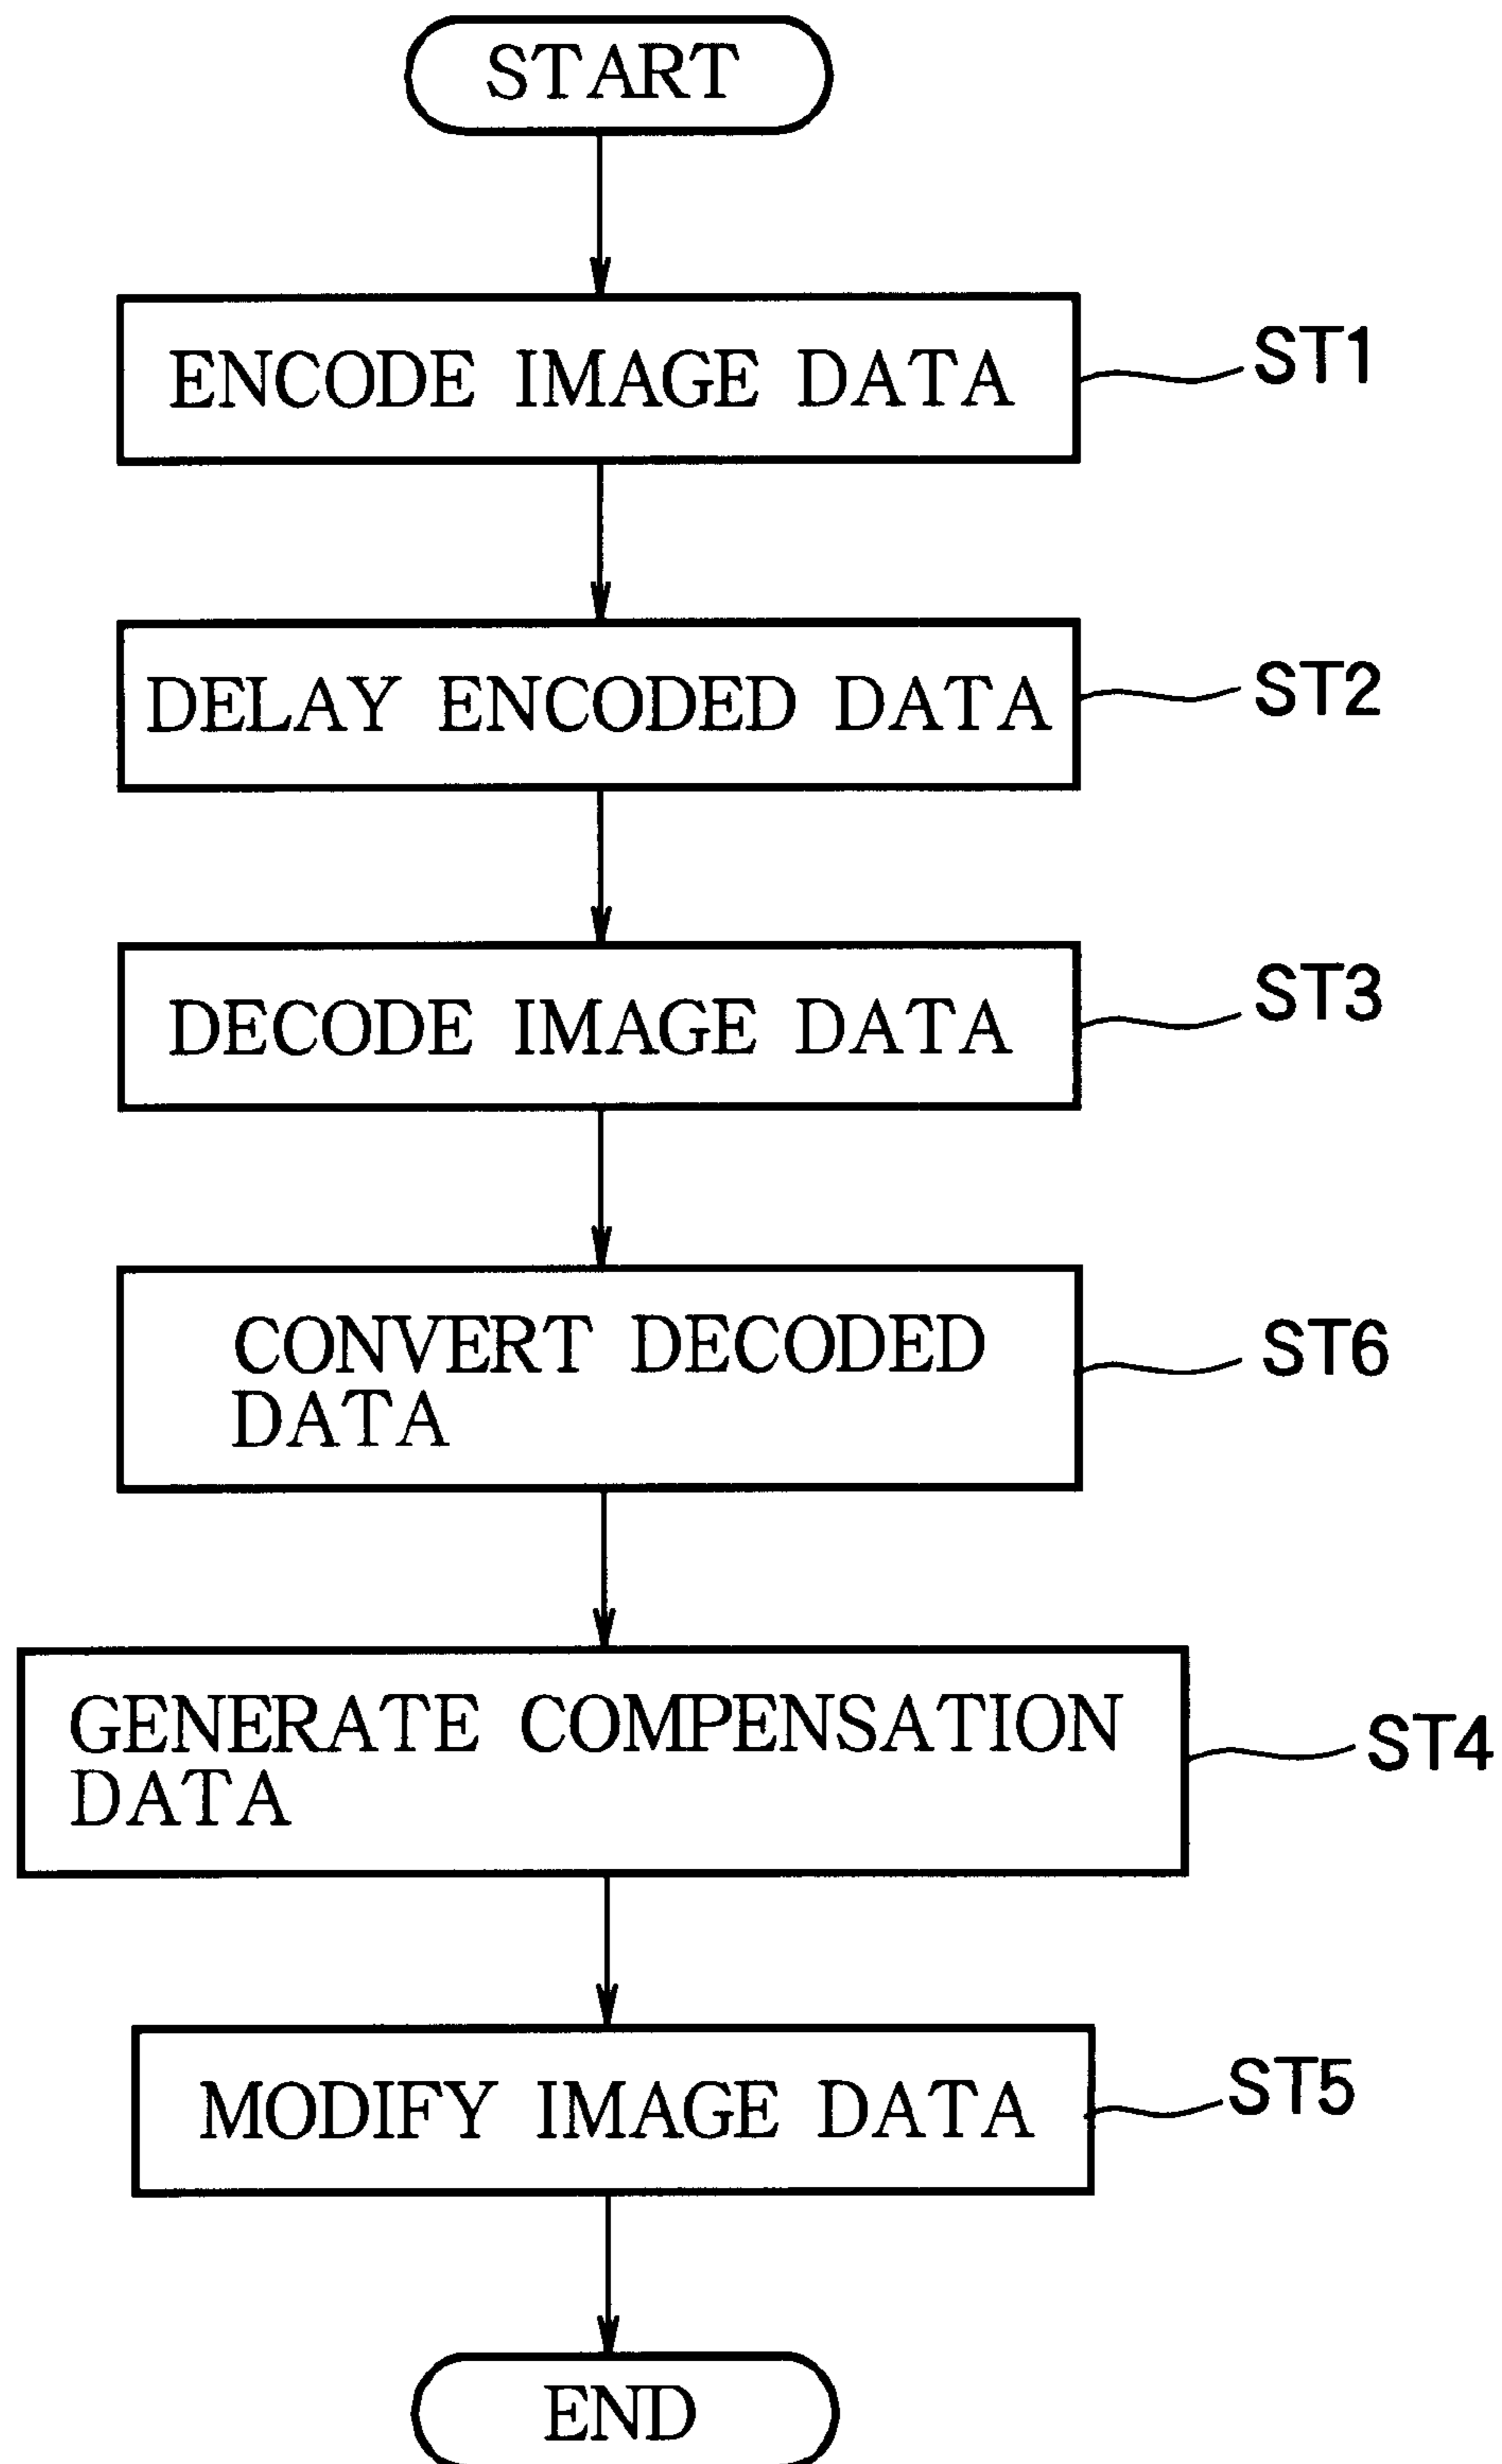 START
ENCODE IMAGE DATA
ST1
DELAY ENCODED DATA
ST2
DECODE IMAGE DATA
ST3
CONVERT DECODED
DATA
ST6
GENERATE COMPENSATION
DATA
ST4
MODIFY IMAGE DATA
ST5
END